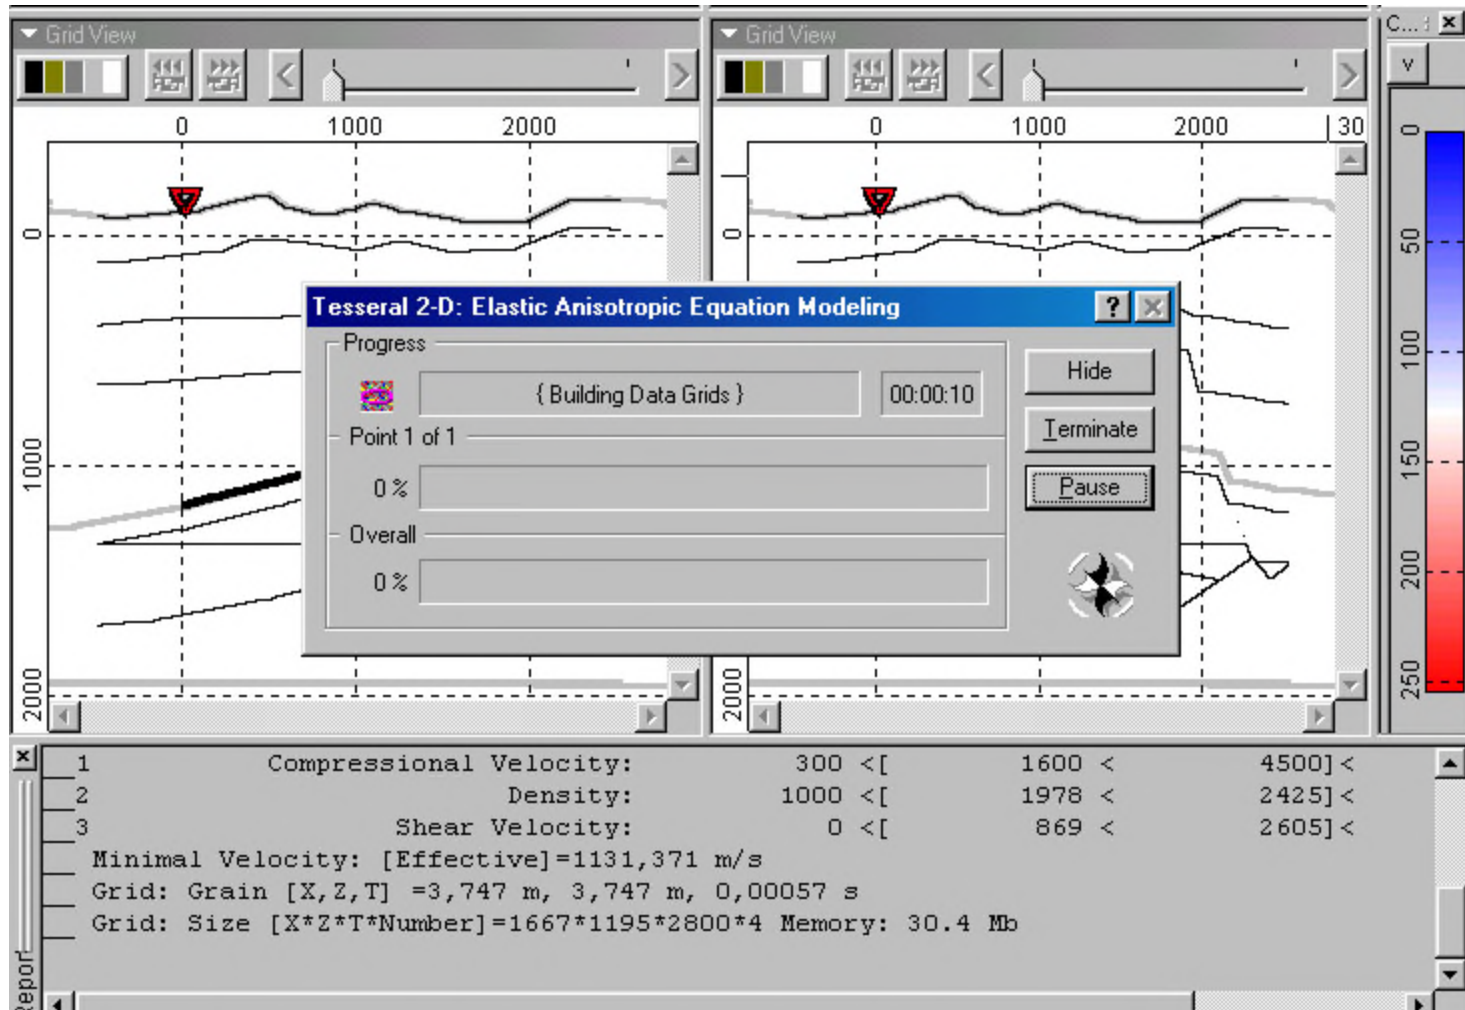 Grid View
Grid View
C...
v
0 1000 2000
0 1000 2000 30
0
1000
2000
0
2000
0
50
100
150
200
250
Tesseral 2-D: Elastic Anisotropic Equation Modeling
?
Progress
{ Building Data Grids }
00:00:10
Point 1 of 1
0 %
Overall
0 %
Hide
Terminate
Pause
1 Compressional Velocity: 300 <[ 1600 < 4500] <
2 Density: 1000 <[ 1978 < 2425] <
3 Shear Velocity: 0 <[ 869 < 2605] <
Minimal Velocity: [Effective]=1131,371 m/s
Grid: Grain [X,Z,T] =3,747 m, 3,747 m, 0,00057 s
Grid: Size [X*Z*T*Number]=1667*1195*2800*4 Memory: 30.4 Mb
Report